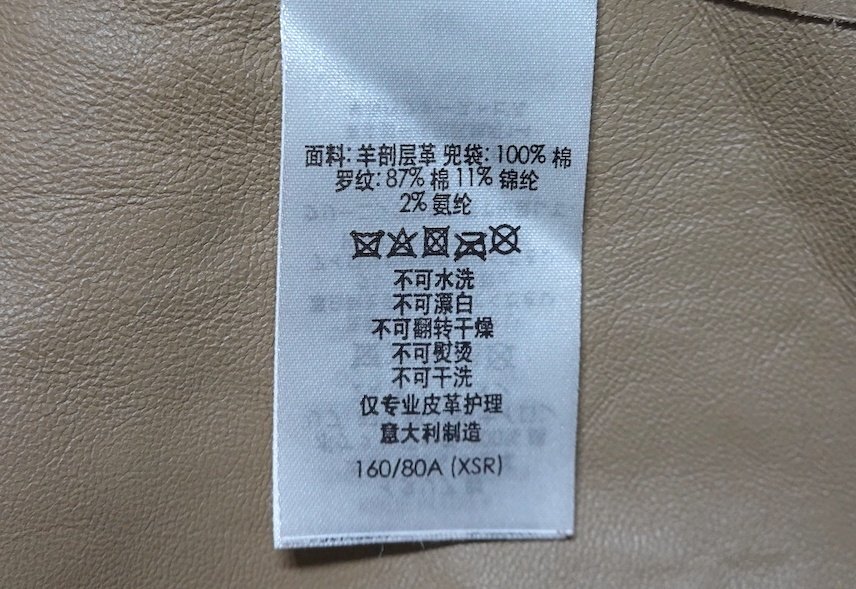 面料: 羊剖层革 兜袋: 100% 棉
罗纹: 87% 棉 11% 锦纶
2% 氨纶
不可水洗
不可漂白
不可翻转干燥
不可熨烫
不可干洗
仅专业皮革护理
意大利制造
160/80A (XSR)